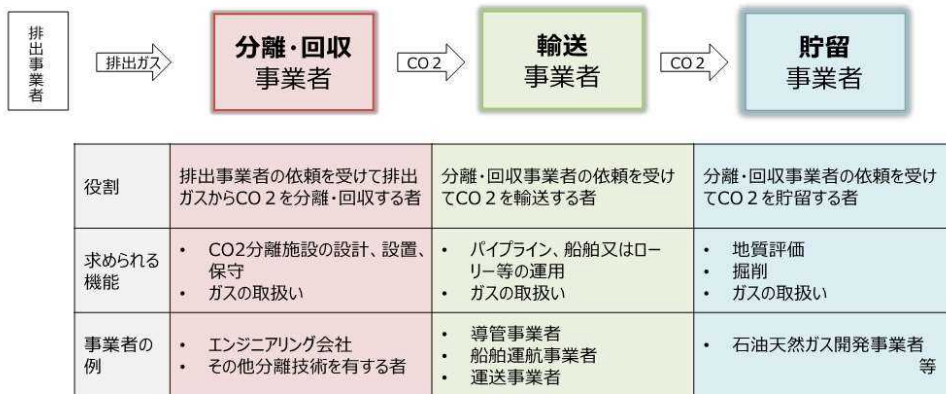 排出事業者
排出ガス
分離・回収
事業者
CO2
輸送
事業者
CO2
貯留
事業者
役割
排出事業者の依頼を受けて排出
ガスからCO2を分離・回収する者
分離・回収事業者の依頼を受け
てCO2を輸送する者
分離・回収事業者の依頼を受け
てCO2を貯留する者
求められる
機能
• CO2分離施設の設計、設置、
保守
• ガスの取扱い
• パイプライン、船舶又はロ-
リー等の運用
• ガスの取扱い
• 地質評価
• 掘削
• ガスの取扱い
事業者の
例
• エンジニアリング会社
• その他分離技術を有する者
• 導管事業者
• 船舶運航事業者
• 運送事業者
• 石油天然ガス開発事業者
等